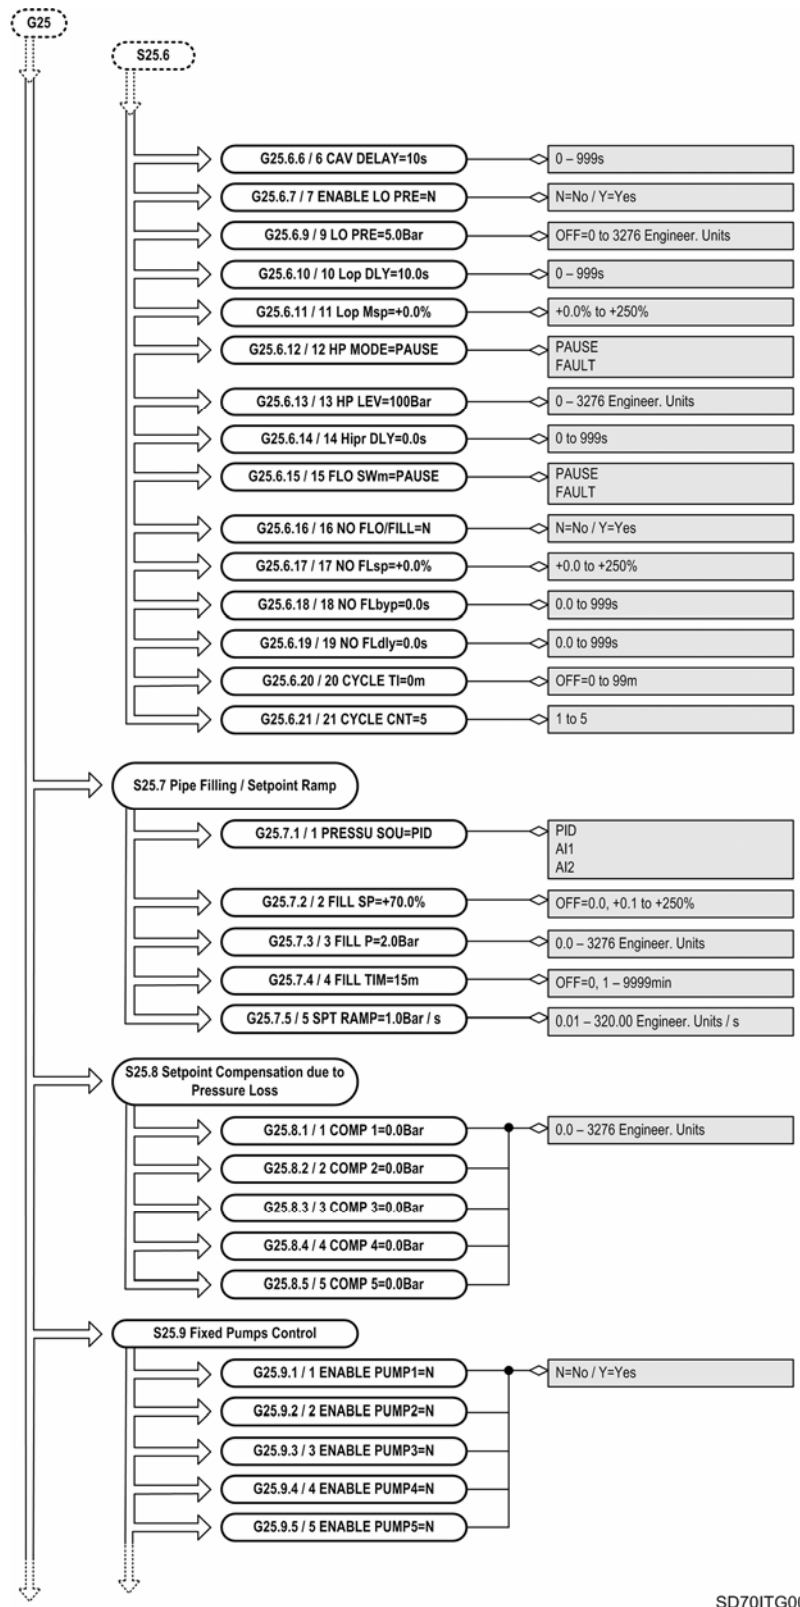 G25
S25.6
G25.6.6 / 6 CAV DELAY=10s
0 – 999s
G25.6.7 / 7 ENABLE LO PRE=N
N=No / Y=Yes
G25.6.9 / 9 LO PRE=5.0Bar
OFF=0 to 3276 Engineer. Units
G25.6.10 / 10 Lop DLY=10.0s
0 – 999s
G25.6.11 / 11 Lop Msp=+0.0%
+0.0% to +250%
G25.6.12 / 12 HP MODE=PAUSE
PAUSE
FAULT
G25.6.13 / 13 HP LEV=100Bar
0 – 3276 Engineer. Units
G25.6.14 / 14 Hipr DLY=0.0s
0 to 999s
G25.6.15 / 15 FLO SWm=PAUSE
PAUSE
FAULT
G25.6.16 / 16 NO FLO/FILL=N
N=No / Y=Yes
G25.6.17 / 17 NO FLsp=+0.0%
+0.0 to +250%
G25.6.18 / 18 NO FLbyp=0.0s
0.0 to 999s
G25.6.19 / 19 NO FLdly=0.0s
0.0 to 999s
G25.6.20 / 20 CYCLE TI=0m
OFF=0 to 99m
G25.6.21 / 21 CYCLE CNT=5
1 to 5
S25.7 Pipe Filling / Setpoint Ramp
G25.7.1 / 1 PRESSU SOU=PID
PID
AI1
AI2
G25.7.2 / 2 FILL SP=+70.0%
OFF=0.0, +0.1 to +250%
G25.7.3 / 3 FILL P=2.0Bar
0.0 – 3276 Engineer. Units
G25.7.4 / 4 FILL TIM=15m
OFF=0, 1 – 9999min
G25.7.5 / 5 SPT RAMP=1.0Bar / s
0.01 – 320.00 Engineer. Units / s
S25.8 Setpoint Compensation due to
Pressure Loss
G25.8.1 / 1 COMP 1=0.0Bar
0.0 – 3276 Engineer. Units
G25.8.2 / 2 COMP 2=0.0Bar
G25.8.3 / 3 COMP 3=0.0Bar
G25.8.4 / 4 COMP 4=0.0Bar
G25.8.5 / 5 COMP 5=0.0Bar
S25.9 Fixed Pumps Control
G25.9.1 / 1 ENABLE PUMP1=N
N=No / Y=Yes
G25.9.2 / 2 ENABLE PUMP2=N
G25.9.3 / 3 ENABLE PUMP3=N
G25.9.4 / 4 ENABLE PUMP4=N
G25.9.5 / 5 ENABLE PUMP5=N